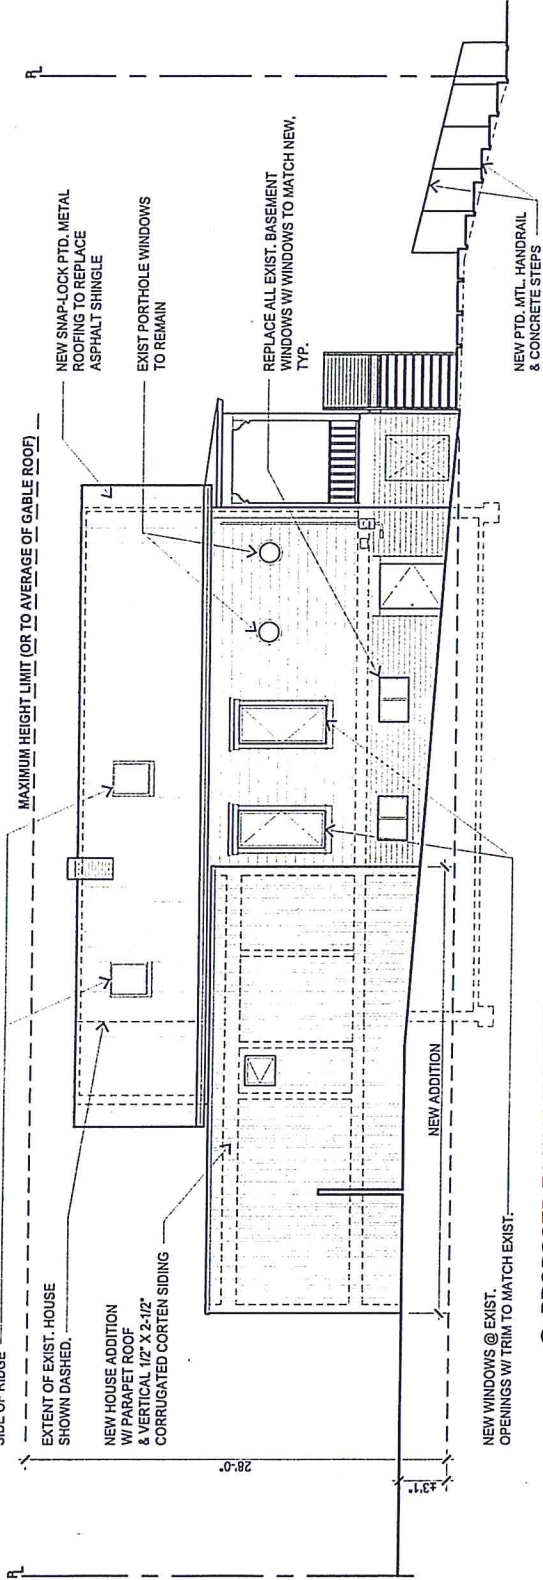 SIDE OF RIDGE
EXTENT OF EXIST. HOUSE
SHOWN DASHED.
NEW HOUSE ADDITION
W/ PARAPET ROOF
& VERTICAL 1/2" X 2-1/2"
CORRUGATED CORTEN SIDING
MAXIMUM HEIGHT LIMIT (OR TO AVERAGE OF GABLE ROOF)
NEW SNAP-LOCK PTD. METAL
ROOFING TO REPLACE
ASPHALT SHINGLE
EXIST PORTHOLE WINDOWS
TO REMAIN
REPLACE ALL EXIST. BASEMENT
WINDOWS W/ WINDOWS TO MATCH NEW,
TYP.
NEW PTD. MTL. HANDRAIL
& CONCRETE STEPS
NEW ADDITION
NEW WINDOWS @ EXIST.
OPENINGS W/ TRIM TO MATCH EXIST.
28'-0"
±3'1"
PL
PL